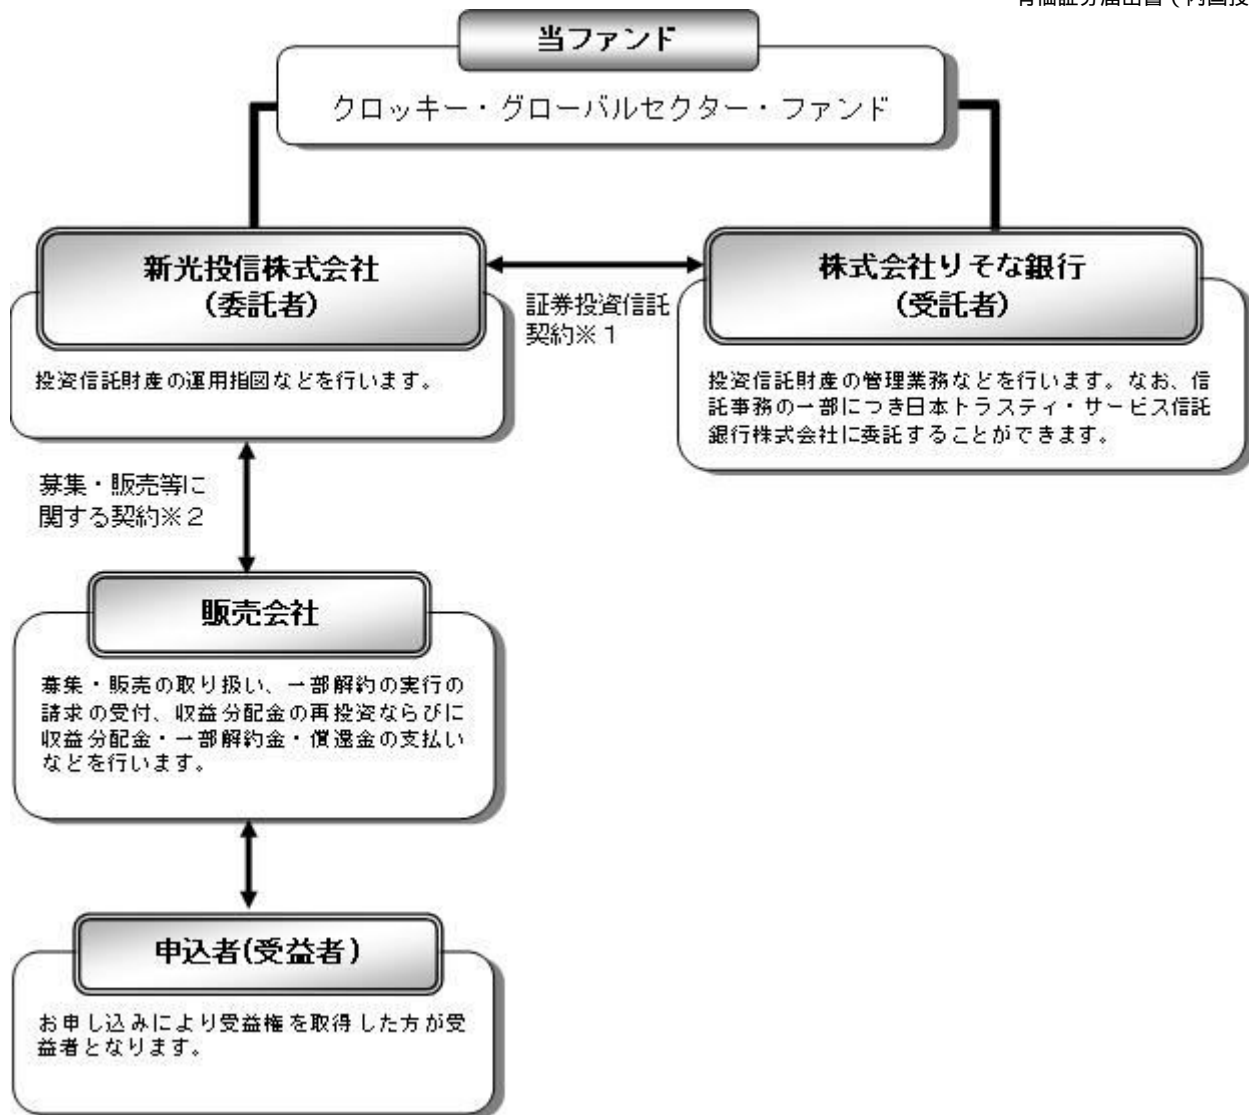 当ファンド
クロッキー・グローバルセクター・ファンド
新光投信株式会社
(委託者)
投資信託財産の運用指図などを行います。
証券投資信託
契約※１
株式会社りそな銀行
(受託者)
投資信託財産の管理業務などを行います。なお、信
託事務の一部につき日本トラスティ・サービス信託
銀行株式会社に委託することができます。
募集・販売等に
関する契約※２
販売会社
募集・販売の取り扱い、一部解約の実行の
請求の受付、収益分配金の再投資ならびに
収益分配金・一部解約金・償還金の支払い
などを行います。
申込者(受益者)
お申し込みにより受益権を取得した方が受
益者となります。